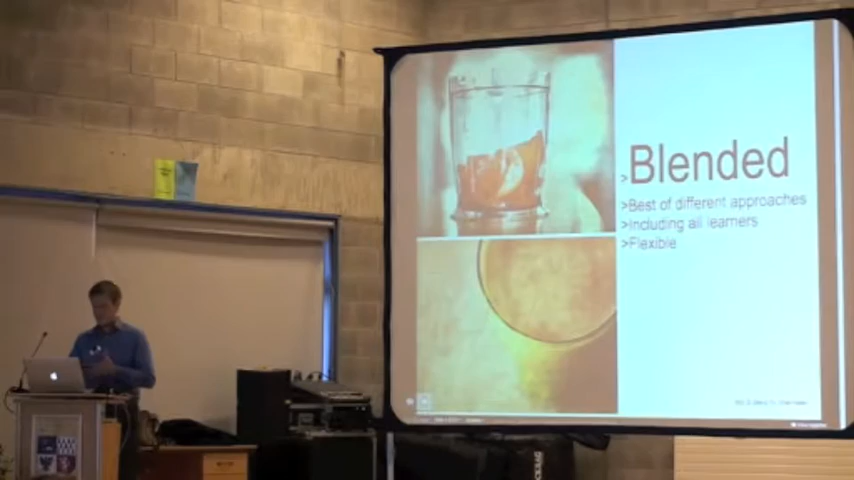 >Blended
>Best of different approaches
>Including all learners
>Flexible